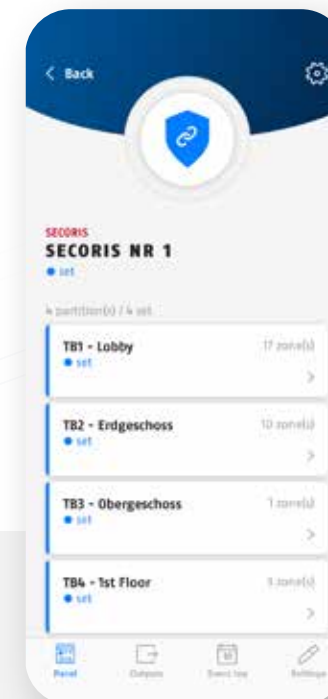 Back
SECORIS
SECORIS NR 1
set
4 partition(s) / 4 set
TB1 - Lobby
17 zone(s)
set
TB2 - Erdgeschoss
10 zone(s)
set
TB3 - Obergeschoss
1 zone(s)
set
TB4 - 1st Floor
zone(s)
set
Panel
Outputs
Event log
Settings